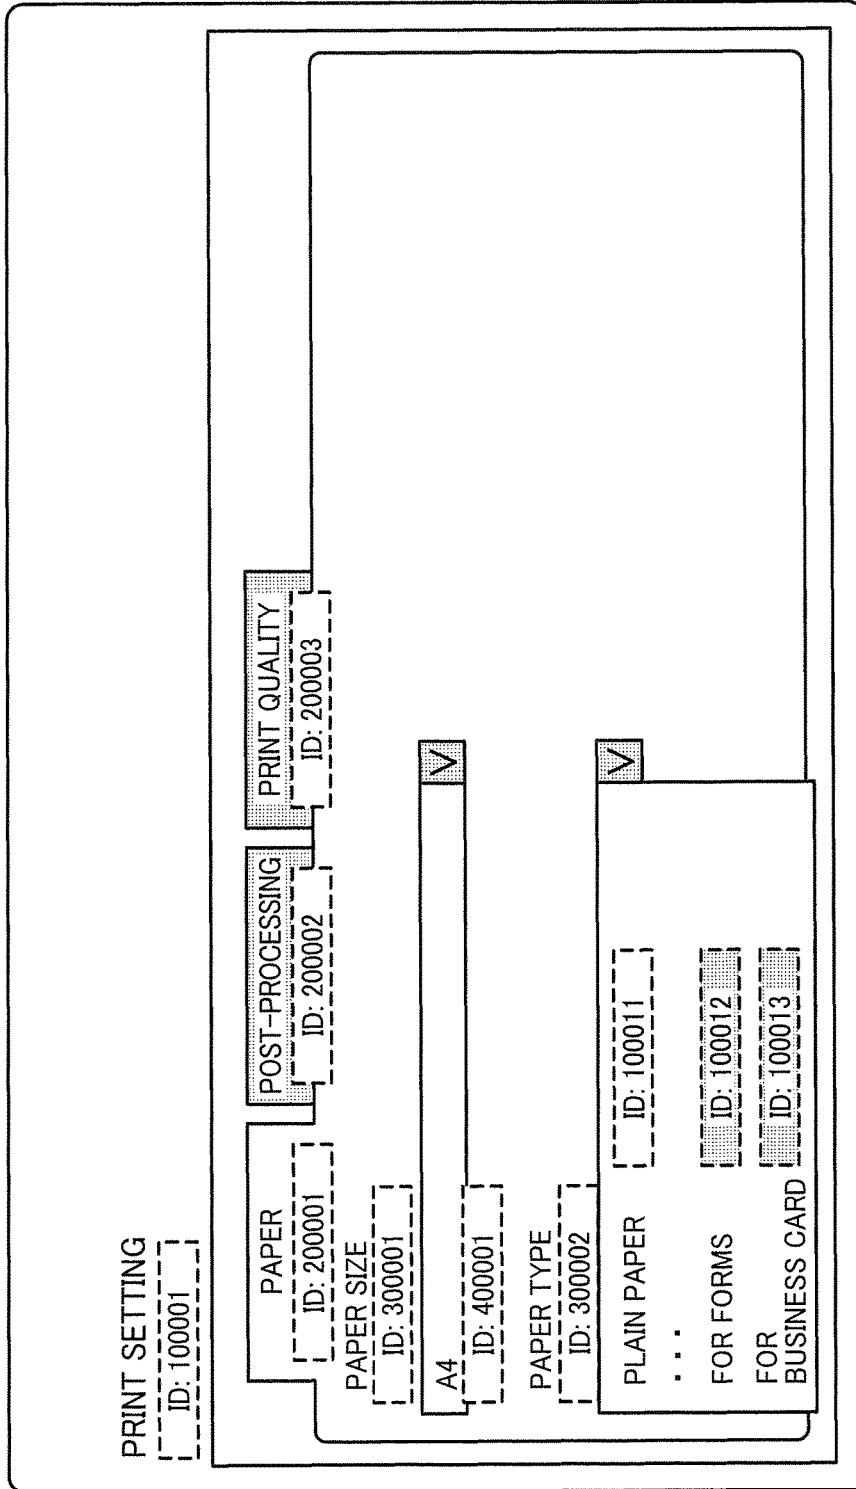 PRINT SETTING
ID: 100001
PAPER
ID: 200001
POST-PROCESSING
ID: 200002
PRINT QUALITY
ID: 200003
PAPER SIZE
ID: 300001
A4
V
ID: 400001
PAPER TYPE
ID: 300002
V
PLAIN PAPER
ID: 100011
...
FOR FORMS
ID: 100012
FOR
BUSINESS CARD
ID: 100013